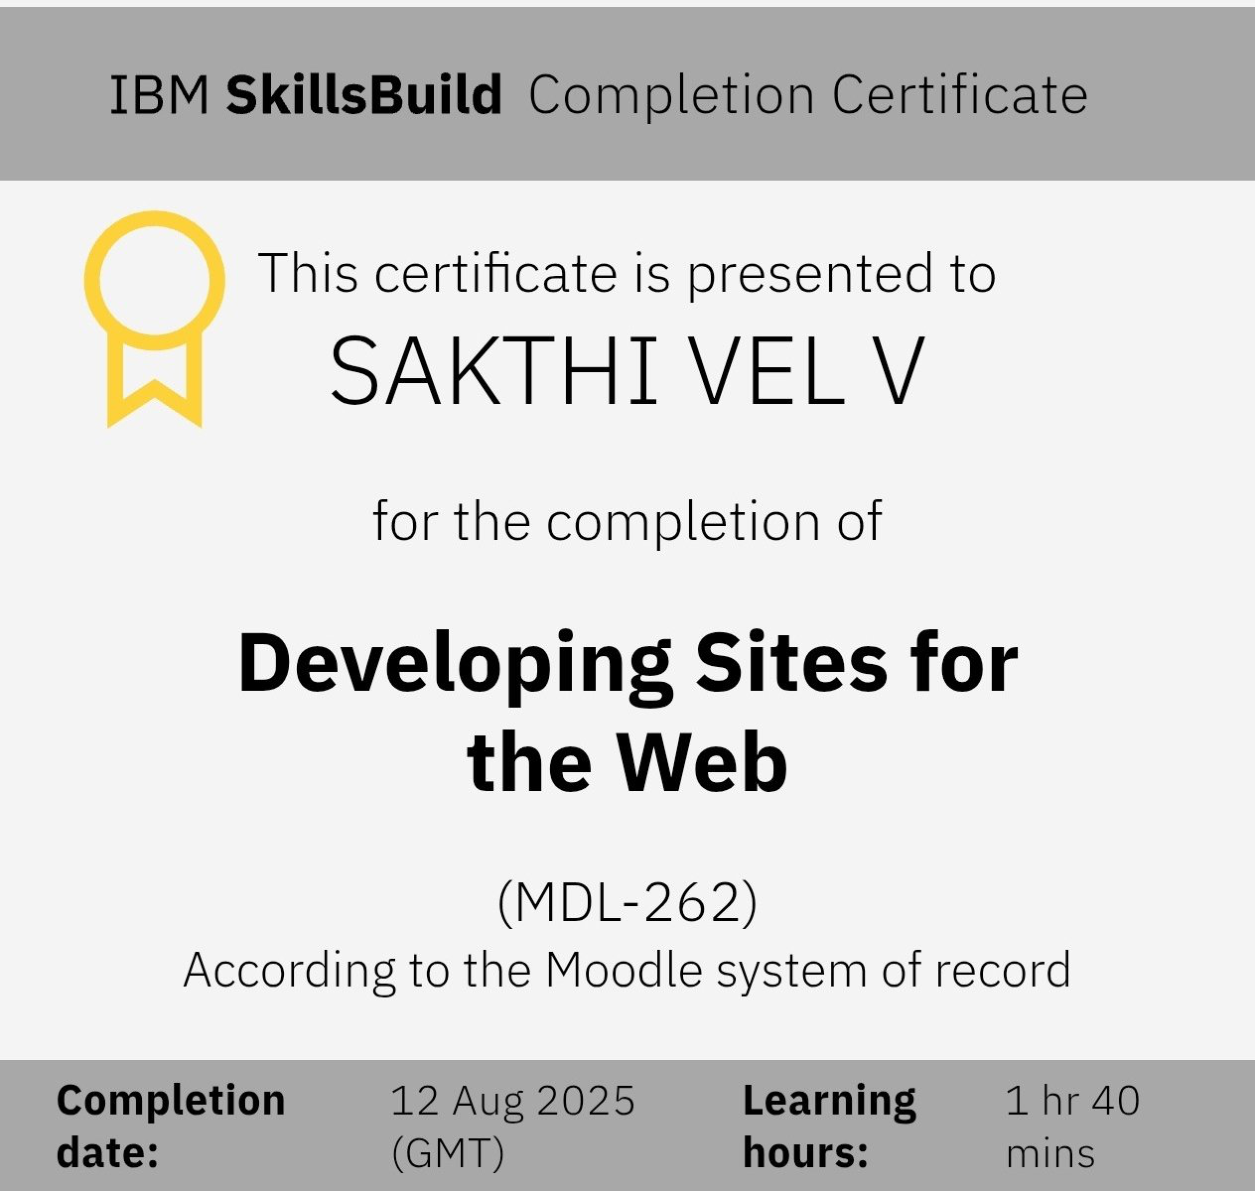 IBM SkillsBuild Completion Certificate
This certificate is presented to
SAKTHI VEL V
for the completion of
Developing Sites for
the Web
(MDL-262)
According to the Moodle system of record
Completion date:
12 Aug 2025 (GMT)
Learning hours:
1 hr 40 mins